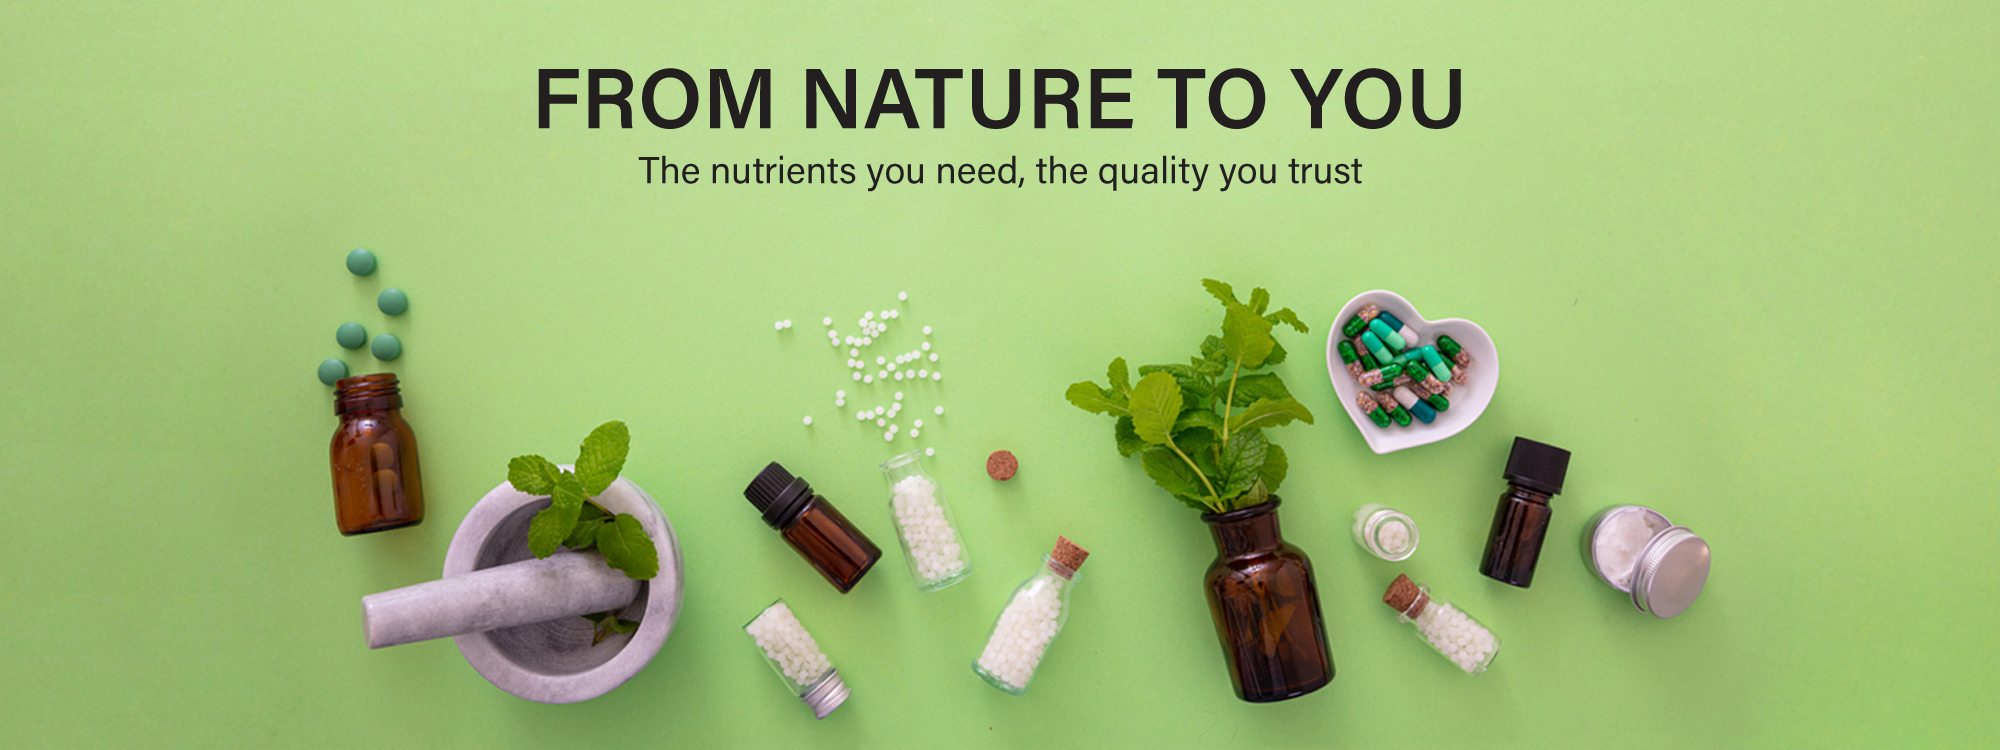 FROM NATURE TO YOU
The nutrients you need, the quality you trust